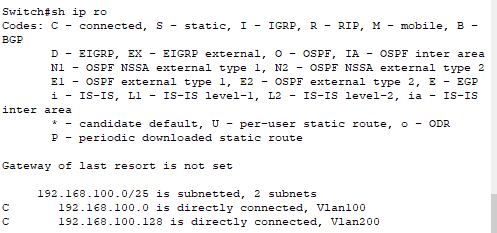 Switch#sh ip ro
Codes: C - connected, S - static, I - IGRP, R - RIP, M - mobile, B -
BGP
D - EIGRP, EX - EIGRP external, O - OSPF, IA - OSPF inter area
N1 - OSPF NSSA external type 1, N2 - OSPF NSSA external type 2
E1 - OSPF external type 1, E2 - OSPF external type 2, E - EGP
i - IS-IS, L1 - IS-IS level-1, L2 - IS-IS level-2, ia - IS-IS
inter area
* - candidate default, U - per-user static route, o - ODR
P - periodic downloaded static route
Gateway of last resort is not set
192.168.100.0/25 is subnetted, 2 subnets
C 192.168.100.0 is directly connected, Vlan100
C 192.168.100.128 is directly connected, Vlan200